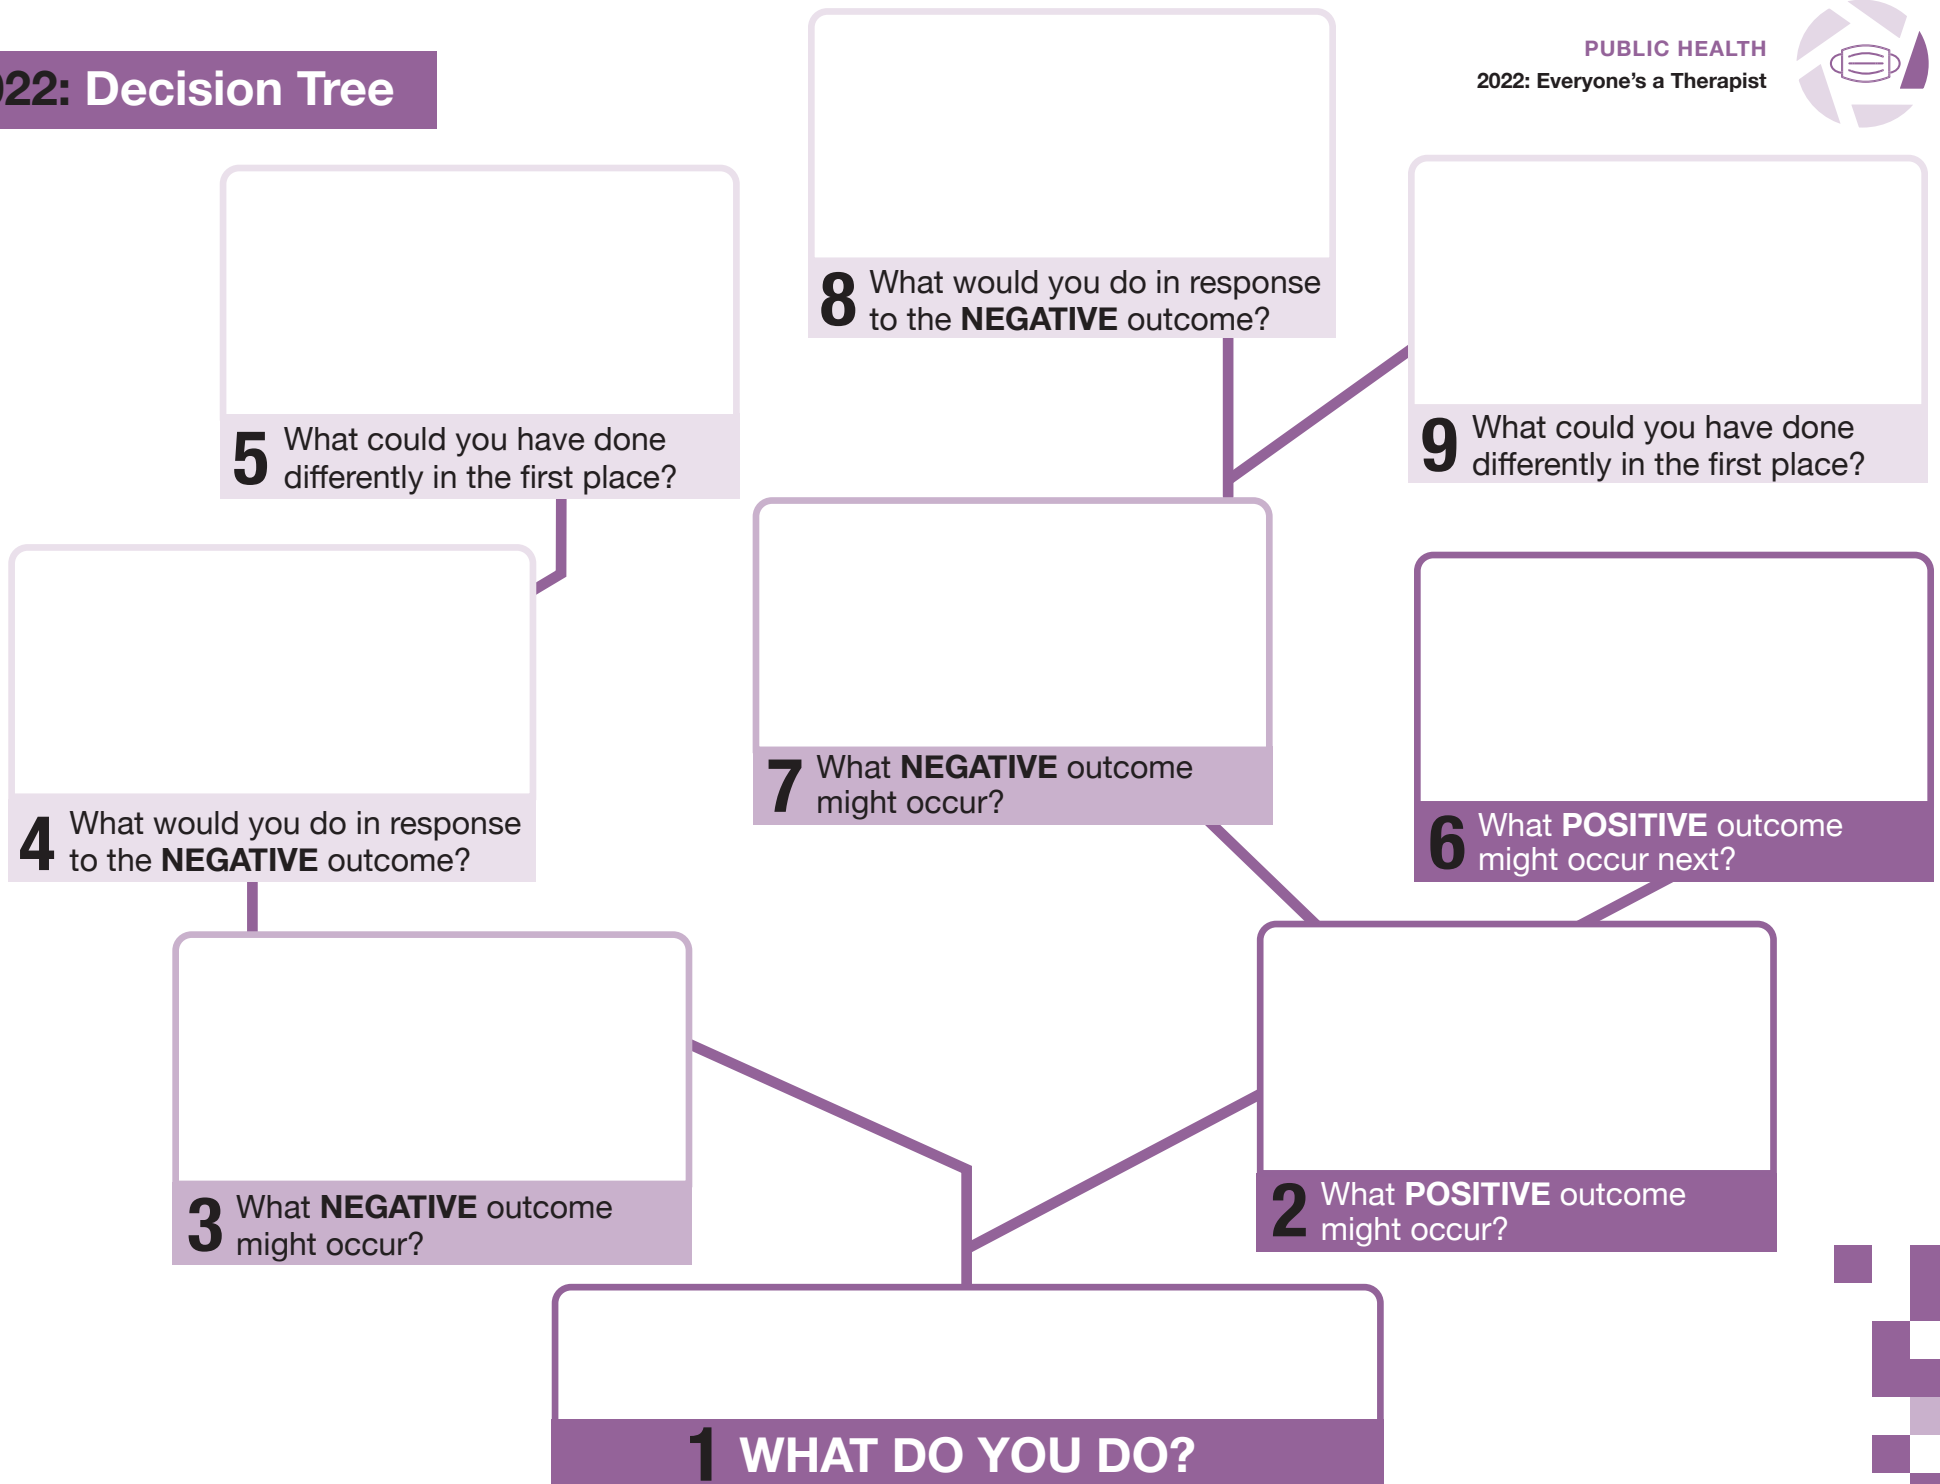 22: Decision Tree
PUBLIC HEALTH
2022: Everyone's a Therapist
8 What would you do in response
to the NEGATIVE outcome?
5 What could you have done
differently in the first place?
9 What could you have done
differently in the first place?
4 What would you do in response
to the NEGATIVE outcome?
7 What NEGATIVE outcome
might occur?
6 What POSITIVE outcome
might occur next?
3 What NEGATIVE outcome
might occur?
2 What POSITIVE outcome
might occur?
1 WHAT DO YOU DO?